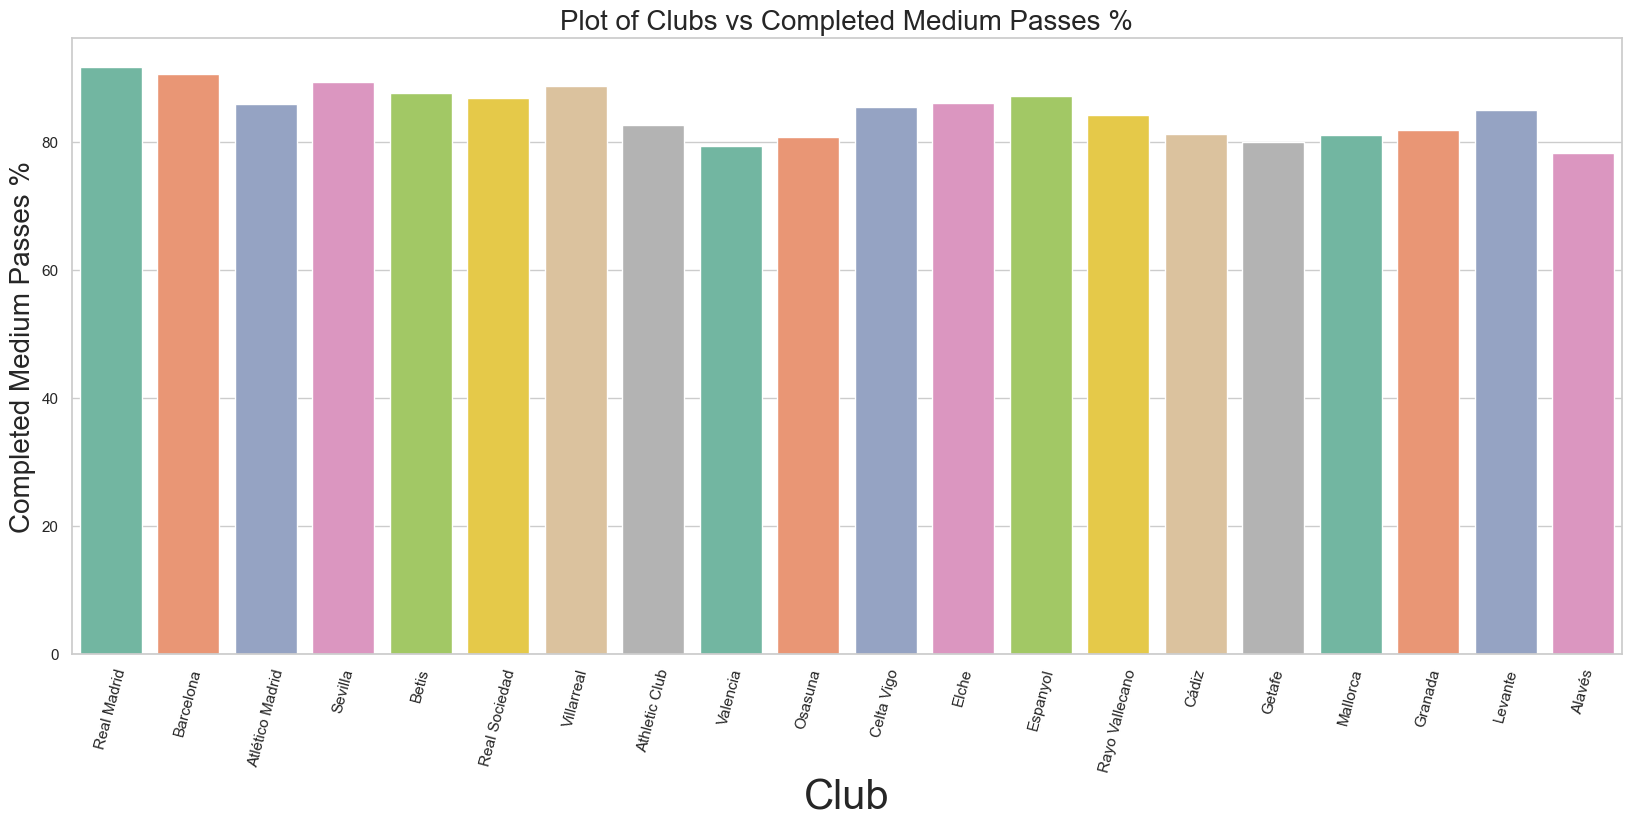 Plot of Clubs vs Completed Medium Passes %
Completed Medium Passes %
80
60
40
20
0
Real Madrid
Barcelona
Atlético Madrid
Sevilla
Betis
Real Sociedad
Villarreal
Athletic Club
Valencia
Osasuna
Celta Vigo
Elche
Espanyol
Rayo Vallecano
Cádiz
Getafe
Mallorca
Granada
Levante
Alavés
Club